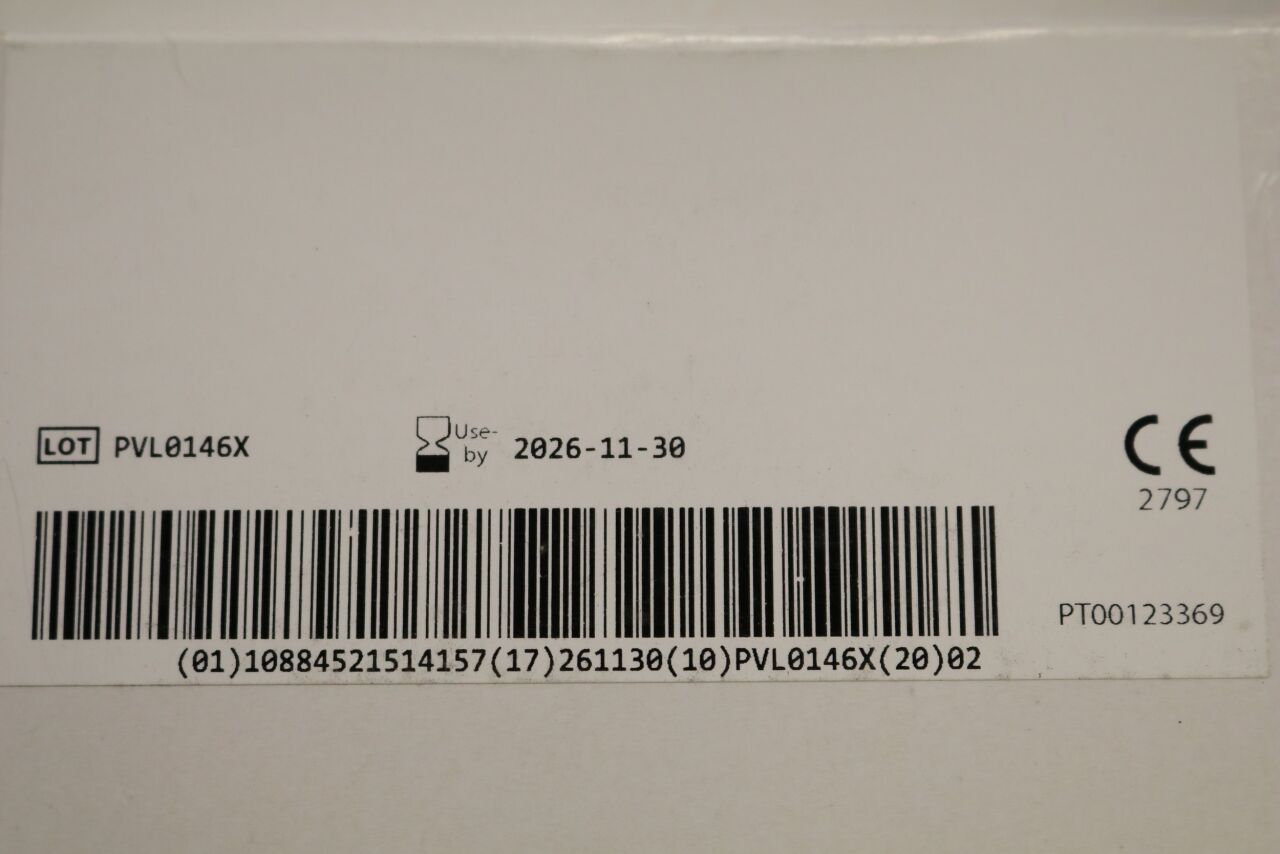 LOT PVL0146X
Use-by 2026-11-30
CE
2797
PT00123369
(01)10884521514157(17)261130(10)PVL0146X(20)02